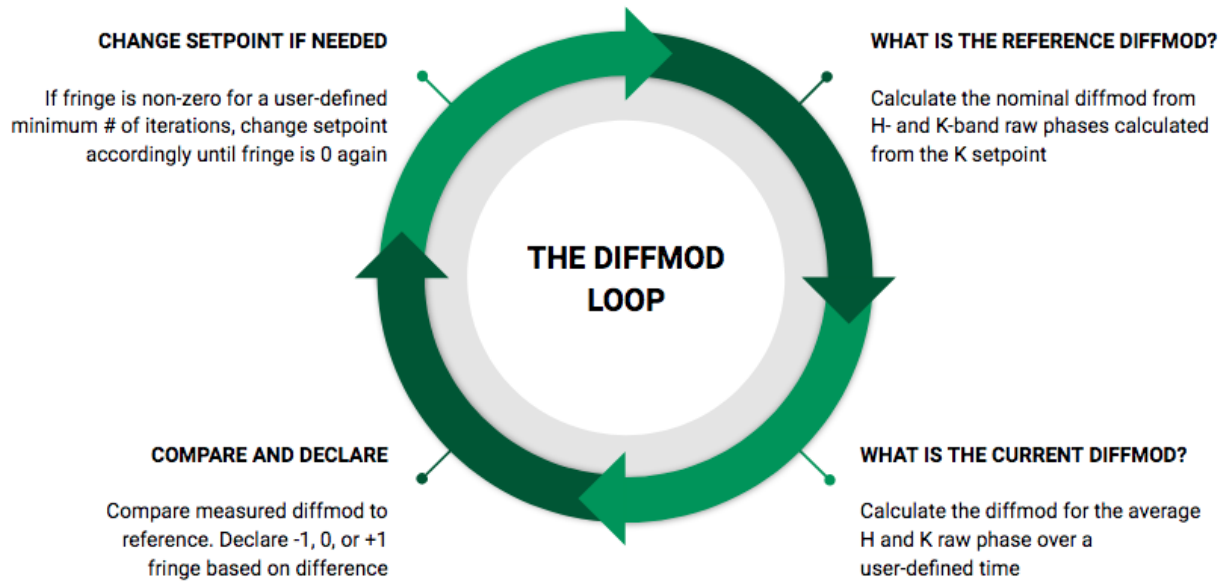 CHANGE SETPOINT IF NEEDED
If fringe is non-zero for a user-defined
minimum # of iterations, change setpoint
accordingly until fringe is 0 again
WHAT IS THE REFERENCE DIFFMOD?
Calculate the nominal diffmod from
H- and K-band raw phases calculated
from the K setpoint
THE DIFFMOD
LOOP
COMPARE AND DECLARE
Compare measured diffmod to
reference. Declare -1, 0, or +1
fringe based on difference
WHAT IS THE CURRENT DIFFMOD?
Calculate the diffmod for the average
H and K raw phase over a
user-defined time